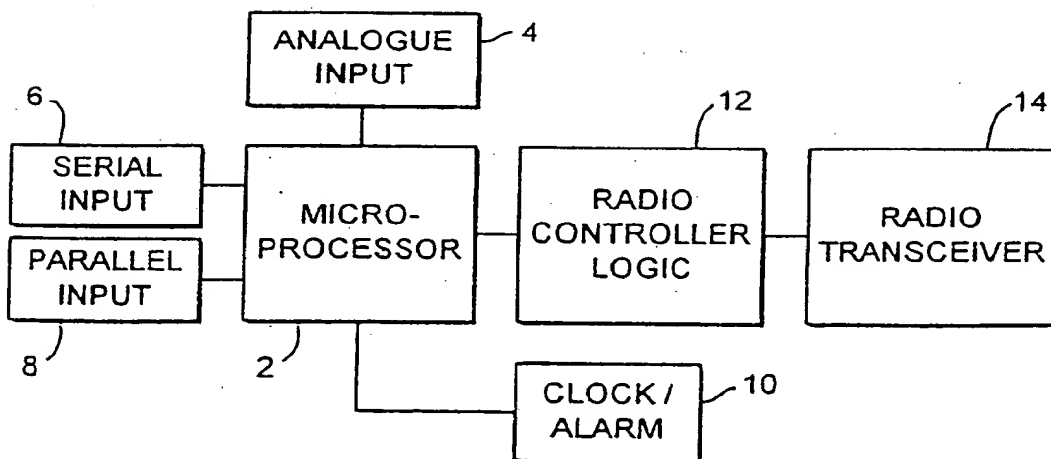 ANALOGUE
INPUT
4
6
12
14
SERIAL
INPUT
MICRO-
PROCESSOR
RADIO
CONTROLLER
LOGIC
RADIO
TRANSCEIVER
PARALLEL
INPUT
8
2
CLOCK /
ALARM
10